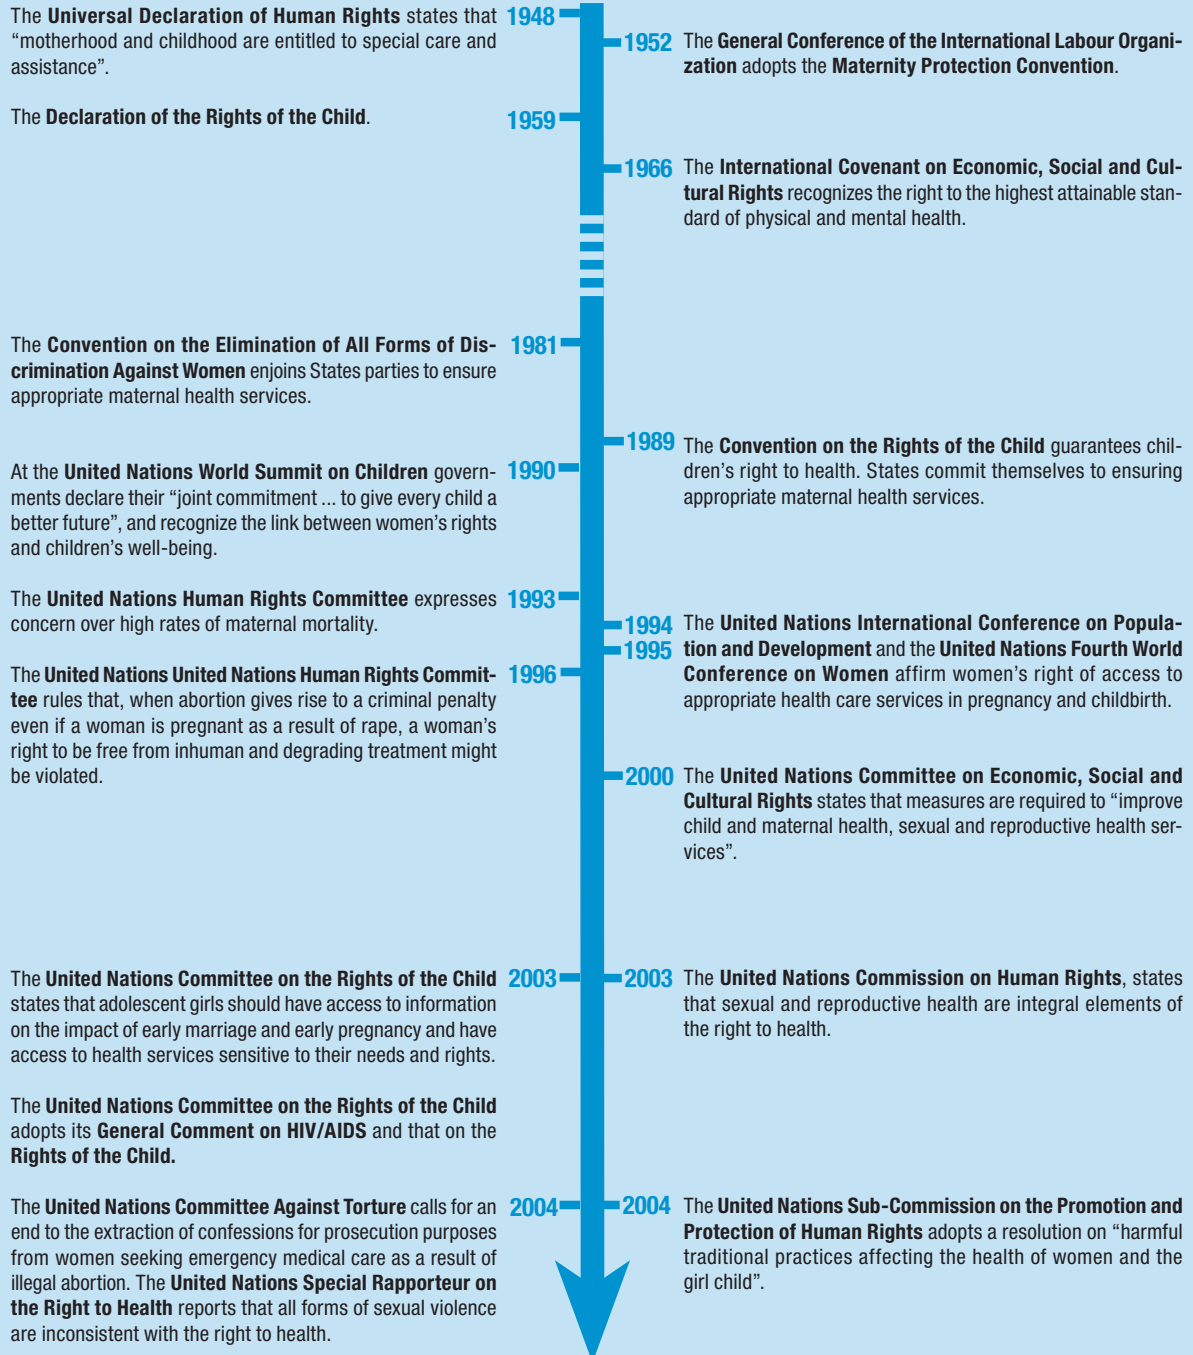 The Universal Declaration of Human Rights states that
“motherhood and childhood are entitled to special care and
assistance”.
1948
1952
The General Conference of the International Labour Organi-
zation adopts the Maternity Protection Convention.
The Declaration of the Rights of the Child.
1959
1966
The International Covenant on Economic, Social and Cul-
tural Rights recognizes the right to the highest attainable stan-
dard of physical and mental health.
The Convention on the Elimination of All Forms of Dis-
crimination Against Women enjoins States parties to ensure
appropriate maternal health services.
1981
1989
The Convention on the Rights of the Child guarantees chil-
dren’s right to health. States commit themselves to ensuring
appropriate maternal health services.
At the United Nations World Summit on Children govern-
ments declare their “joint commitment ... to give every child a
better future”, and recognize the link between women’s rights
and children’s well-being.
1990
The United Nations Human Rights Committee expresses
concern over high rates of maternal mortality.
1993
1994
1995
The United Nations International Conference on Popula-
tion and Development and the United Nations Fourth World
Conference on Women affirm women’s right of access to
appropriate health care services in pregnancy and childbirth.
The United Nations United Nations Human Rights Commit-
tee rules that, when abortion gives rise to a criminal penalty
even if a woman is pregnant as a result of rape, a woman’s
right to be free from inhuman and degrading treatment might
be violated.
1996
2000
The United Nations Committee on Economic, Social and
Cultural Rights states that measures are required to “improve
child and maternal health, sexual and reproductive health ser-
vices”.
The United Nations Committee on the Rights of the Child
states that adolescent girls should have access to information
on the impact of early marriage and early pregnancy and have
access to health services sensitive to their needs and rights.
2003
2003
The United Nations Commission on Human Rights, states
that sexual and reproductive health are integral elements of
the right to health.
The United Nations Committee on the Rights of the Child
adopts its General Comment on HIV/AIDS and that on the
Rights of the Child.
The United Nations Committee Against Torture calls for an
end to the extraction of confessions for prosecution purposes
from women seeking emergency medical care as a result of
illegal abortion. The United Nations Special Rapporteur on
the Right to Health reports that all forms of sexual violence
are inconsistent with the right to health.
2004
2004
The United Nations Sub-Commission on the Promotion and
Protection of Human Rights adopts a resolution on “harmful
traditional practices affecting the health of women and the
girl child”.